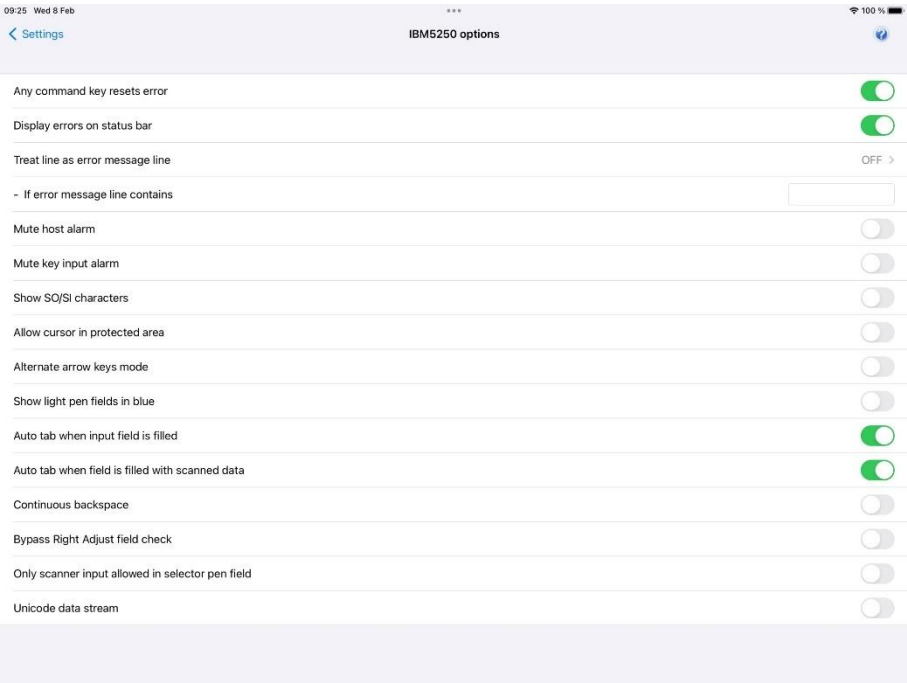 09:25 Wed 8 Feb
100 %
Settings
IBM5250 options
?
Any command key resets error
Display errors on status bar
Treat line as error message line OFF
- If error message line contains
Mute host alarm
Mute key input alarm
Show SO/SI characters
Allow cursor in protected area
Alternate arrow keys mode
Show light pen fields in blue
Auto tab when input field is filled
Auto tab when field is filled with scanned data
Continuous backspace
Bypass Right Adjust field check
Only scanner input allowed in selector pen field
Unicode data stream